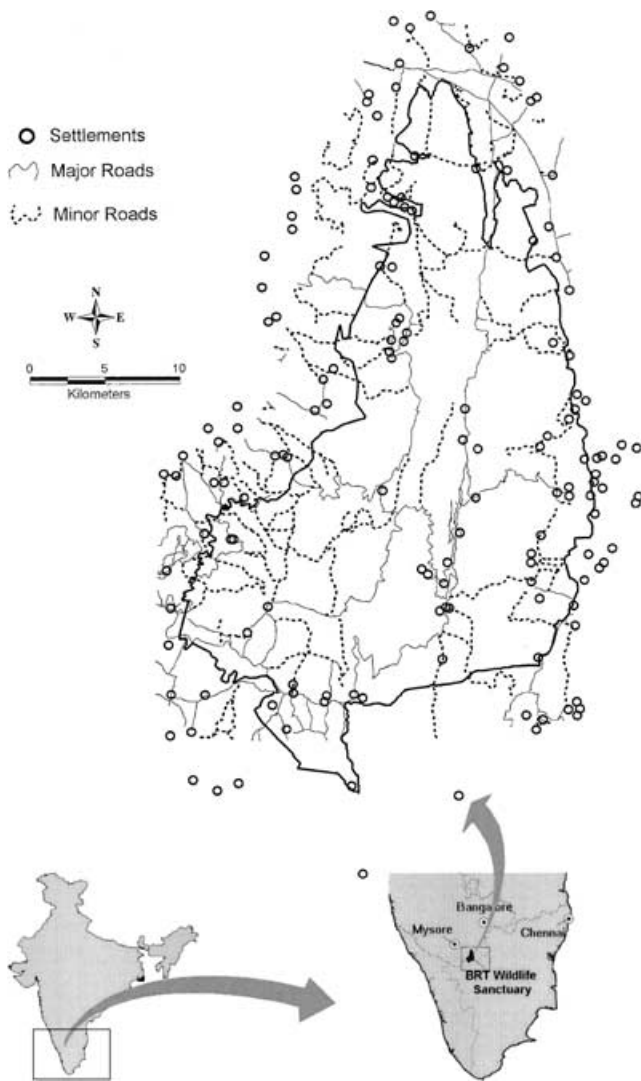 Settlements
Major Roads
Minor Roads
N
W E
S
0 5 10
Kilometers
Bangalore
Mysore
Chennai
BRT Wildlife
Sanctuary